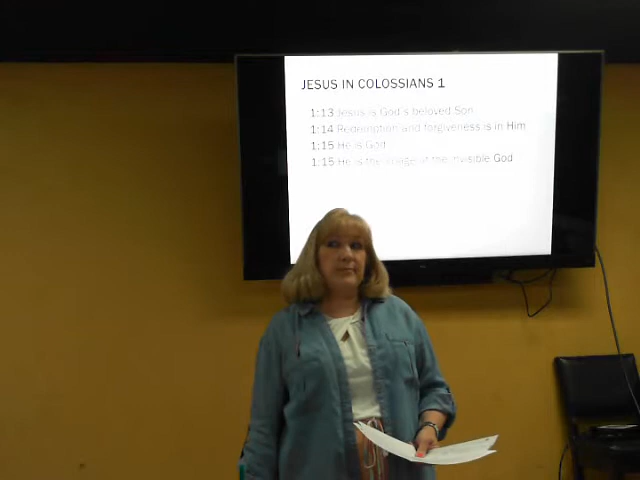 JESUS IN COLOSSIANS 1
1:13 Jesus is God's beloved Son
1:14 Redemption and forgiveness is in Him
1:15 He is God
1:15 He is the image of the invisible God